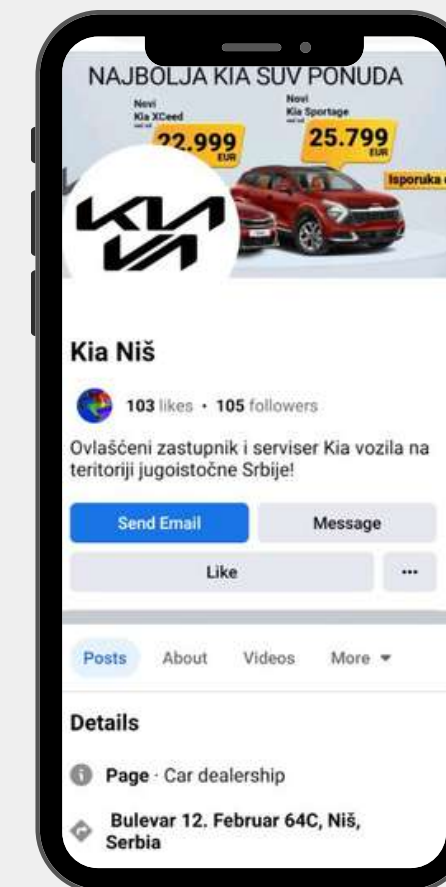 NAJBOLJA KIA SUV PONUDA
Novi
Kia XCeed
22.999
EUR
Novi
Kia Sportage
25.799
EUR
Isporuka
Kia Niš
103 likes · 105 followers
Ovlašćeni zastupnik i serviser Kia vozila na
teritoriji jugoistočne Srbije!
Send Email
Message
Like
Posts
About
Videos
More
Details
Page · Car dealership
Bulevar 12. Februar 64C, Niš,
Serbia